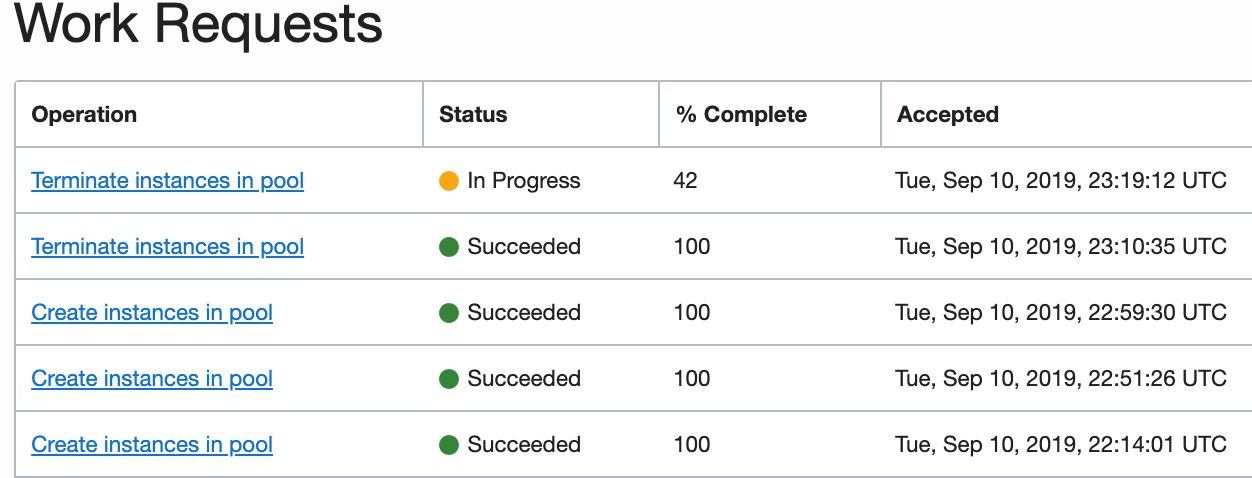 Work Requests
Operation Status % Complete Accepted
Terminate instances in pool In Progress 42 Tue, Sep 10, 2019, 23:19:12 UTC
Terminate instances in pool Succeeded 100 Tue, Sep 10, 2019, 23:10:35 UTC
Create instances in pool Succeeded 100 Tue, Sep 10, 2019, 22:59:30 UTC
Create instances in pool Succeeded 100 Tue, Sep 10, 2019, 22:51:26 UTC
Create instances in pool Succeeded 100 Tue, Sep 10, 2019, 22:14:01 UTC